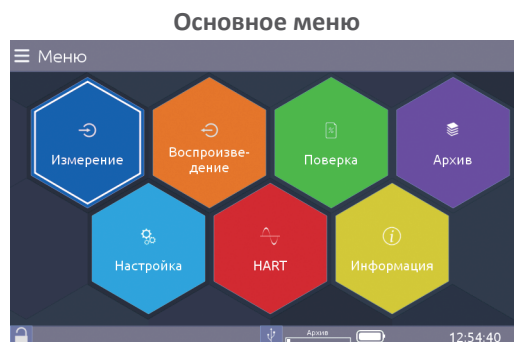 Основное меню
Меню
Измерение
Воспроизве-
дение
Поверка
Архив
Настройка
HART
Информация
Архив
12:54:40